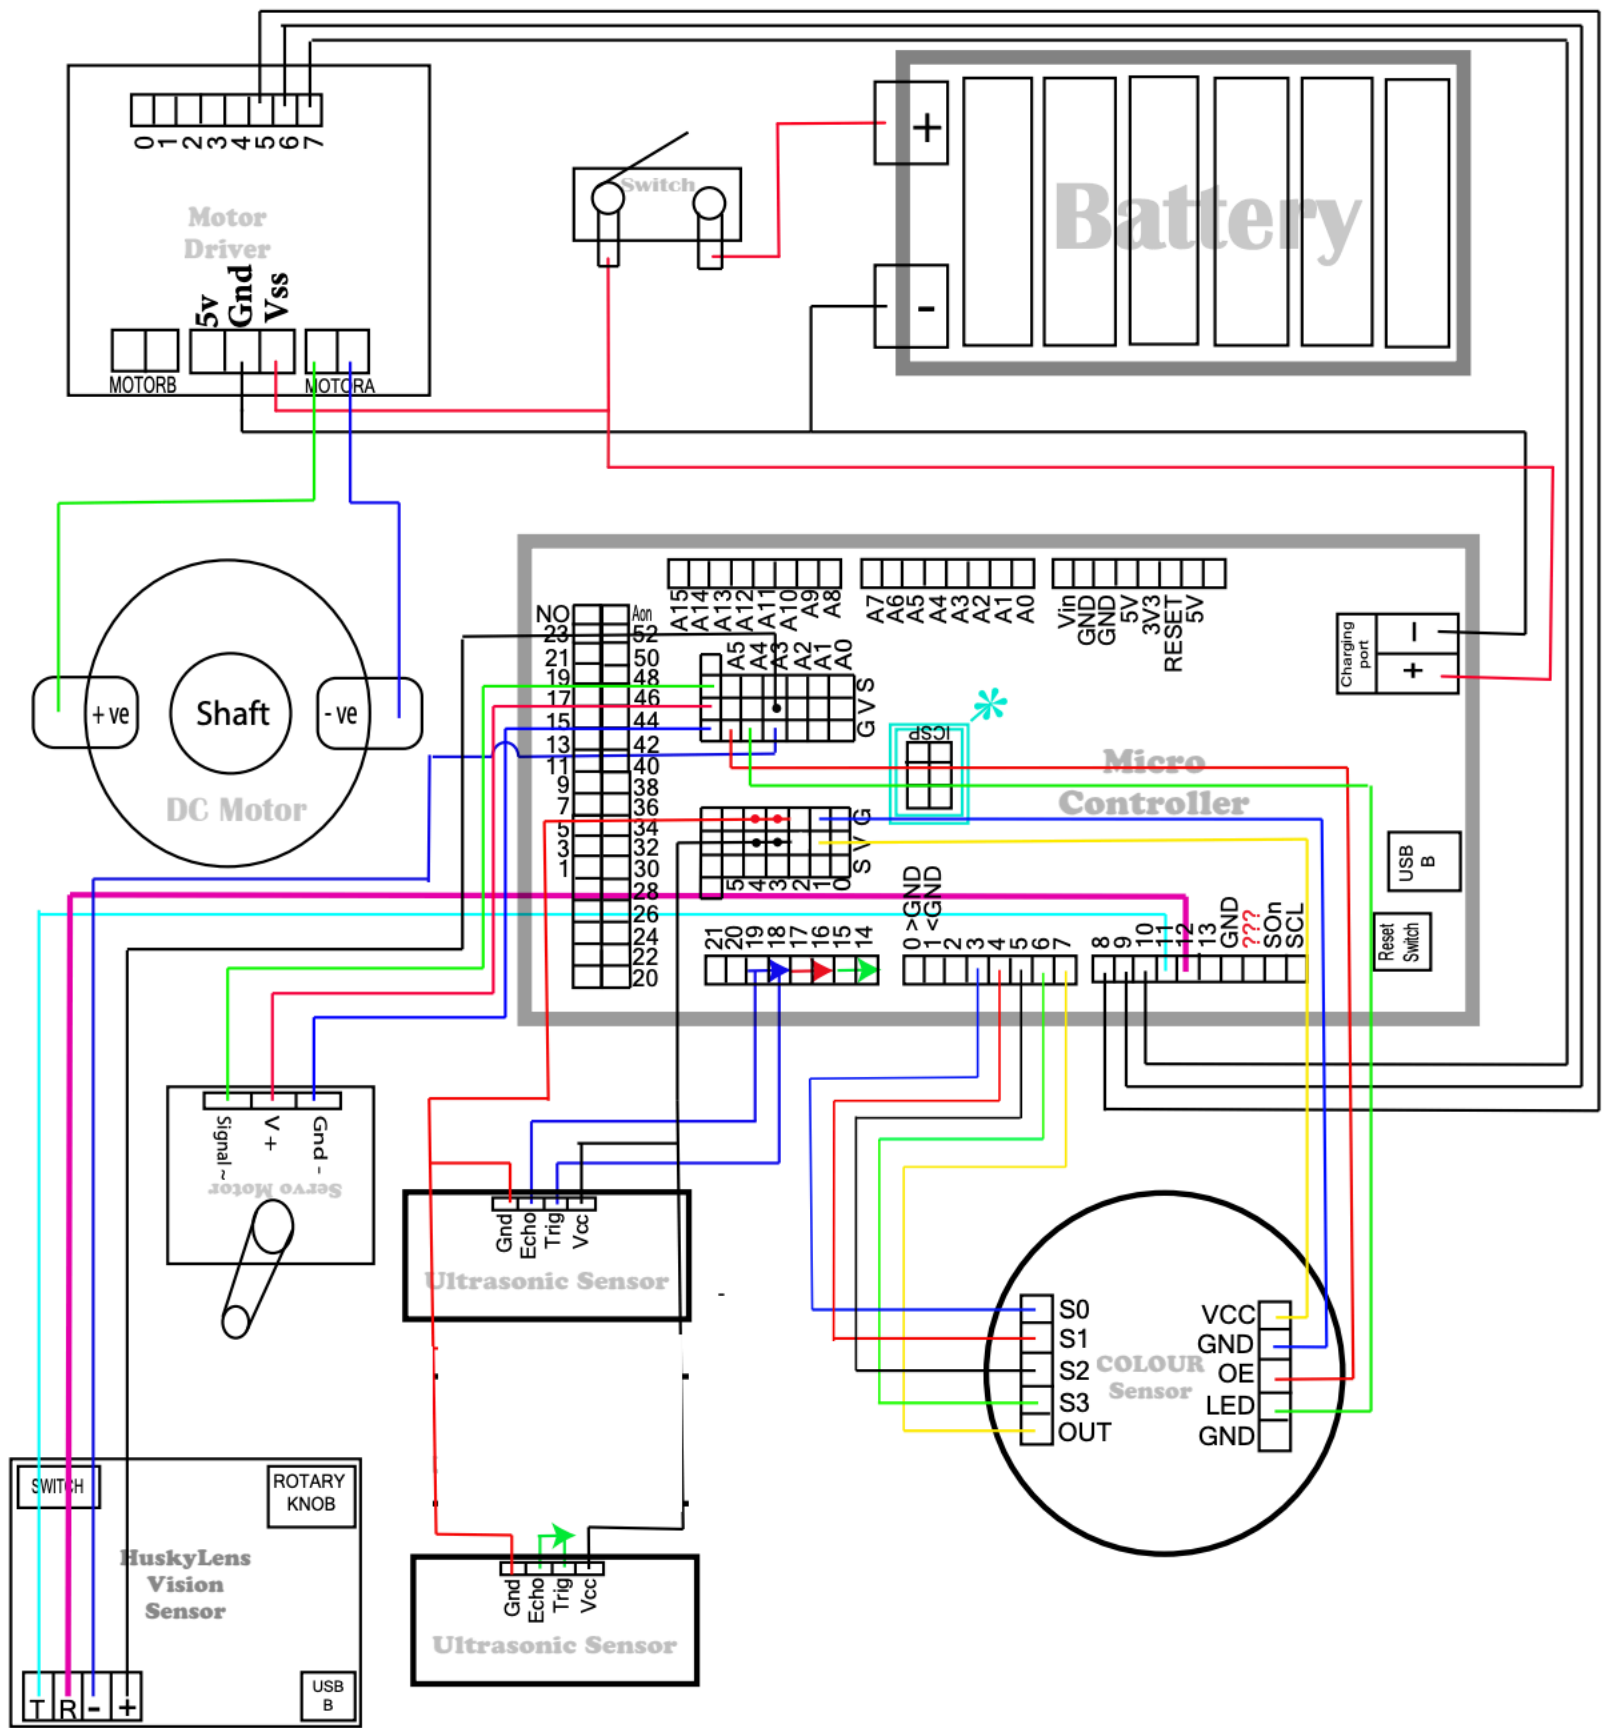 0 1 2 3 4 5 6 7
Motor
Driver
5v Gnd Vss
MOTORB
MOTORA
Switch
+
-
Battery
+ ve
Shaft
- ve
DC Motor
A15 A14 A13 A12 A11 A10 A9 A8
A7 A6 A5 A4 A3 A2 A1 A0
Vin GND GND 5V 3V3 RESET 5V
Charging
port
-
+
NO Aon
23 52
21 50
19 48
17 46
15 44
13 42
11 40
9 38
7 36
5 34
3 32
1 30
28
26
24
22
20
A5 A4 A3 A2 A1 A0
G V S
ICSP
Micro
Controller
G
V
S
5 4 3 2 1 0
USB
B
Reset
Switch
21 20 19 18 17 16 15 14
0 >GND
1 <GND
2 3 4 5 6 7
8 9 10 11 12 13 GND ??? SOn SCL
Signal ~
V +
Gnd -
Servo Motor
Gnd Echo Trig Vcc
Ultrasonic Sensor
-
Gnd Echo Trig Vcc
Ultrasonic Sensor
S0
S1
S2
S3
OUT
COLOUR
Sensor
VCC
GND
OE
LED
GND
SWITCH
ROTARY
KNOB
HuskyLens
Vision
Sensor
USB
B
T R - +